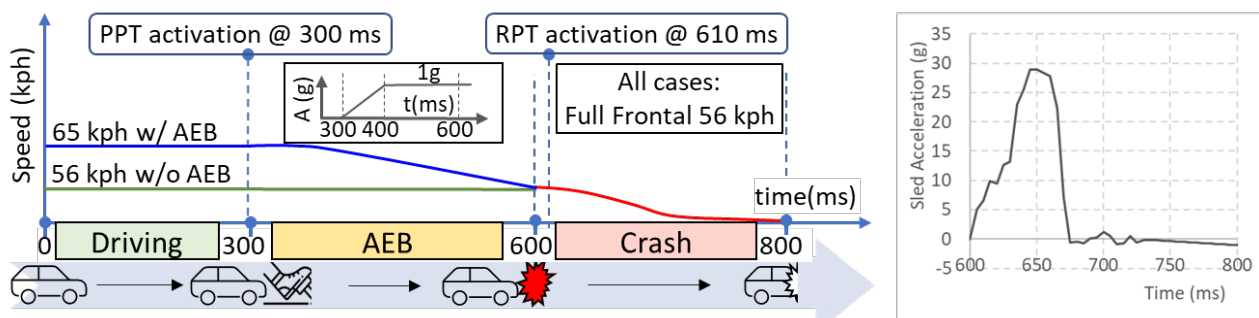 PPT activation @ 300 ms
RPT activation @ 610 ms
Speed (kph)
A (g)
1g
t(ms)
300 400 600
All cases:
Full Frontal 56 kph
65 kph w/ AEB
56 kph w/o AEB
time(ms)
0 Driving 300 AEB 600 Crash 800
Sled Acceleration (g)
35
30
25
20
15
10
5
0
-5
600 650 700 750 800
Time (ms)